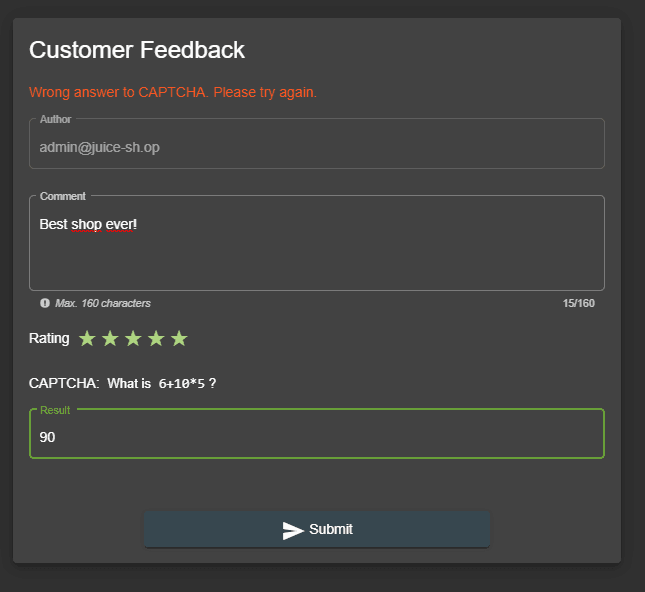 Customer Feedback
Wrong answer to CAPTCHA. Please try again.
Author
admin@juice-sh.op
Comment
Best shop ever!
Max. 160 characters 15/160
Rating
CAPTCHA: What is 6+10*5 ?
Result
90
Submit